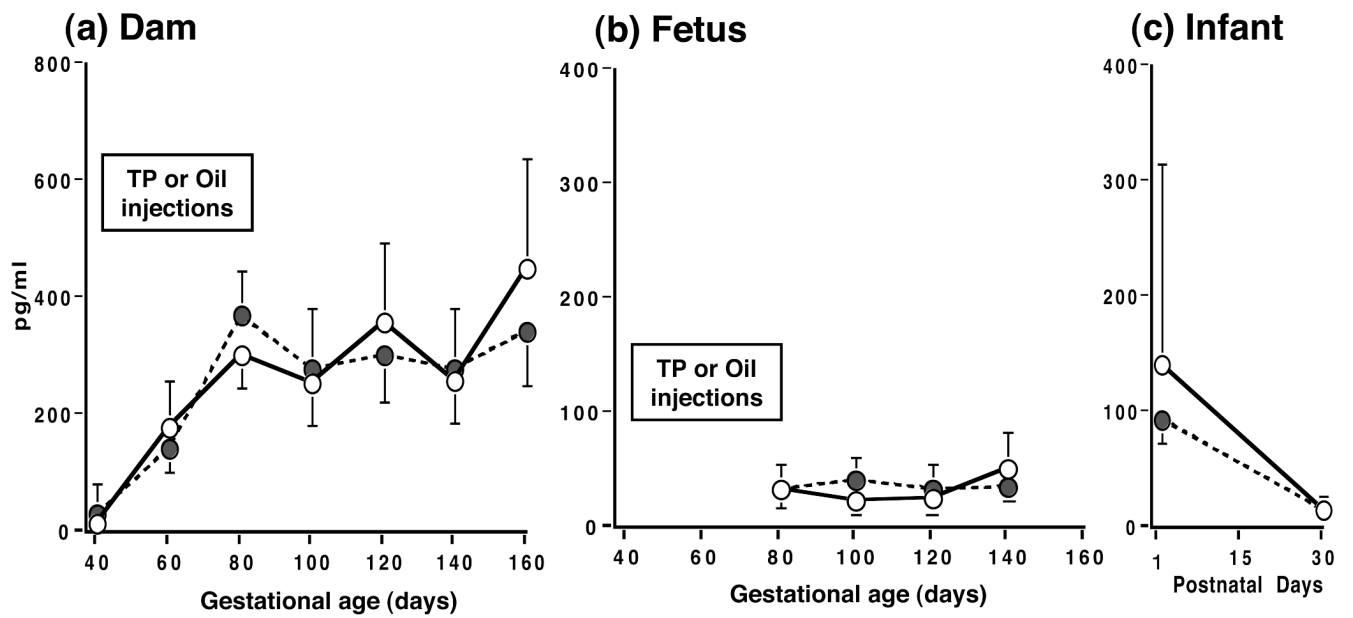 (a) Dam
800
600
400
200
0
pg/ml
TP or Oil
injections
40 60 80 100 120 140 160
Gestational age (days)
(b) Fetus
400
300
200
100
0
TP or Oil
injections
40 60 80 100 120 140 160
Gestational age (days)
(c) Infant
400
300
200
100
0
1 15 30
Postnatal Days